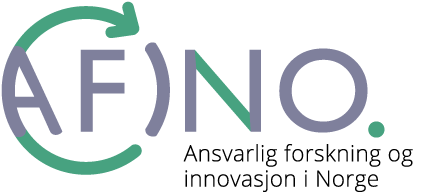 AFINO.
Ansvarlig forskning og
innovasjon i Norge